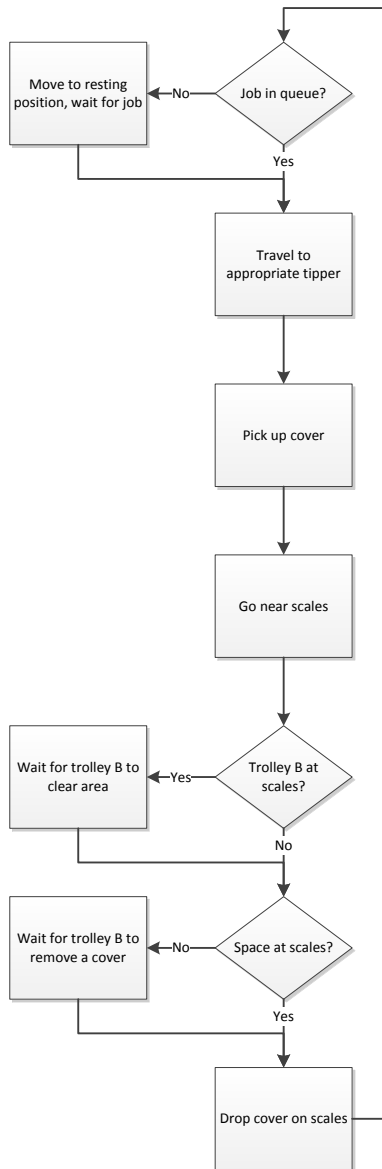 Move to resting
position, wait for job
No
Job in queue?
Yes
Travel to
appropriate tipper
Pick up cover
Go near scales
Wait for trolley B to
clear area
Yes
Trolley B at
scales?
No
Wait for trolley B to
remove a cover
No
Space at scales?
Yes
Drop cover on scales